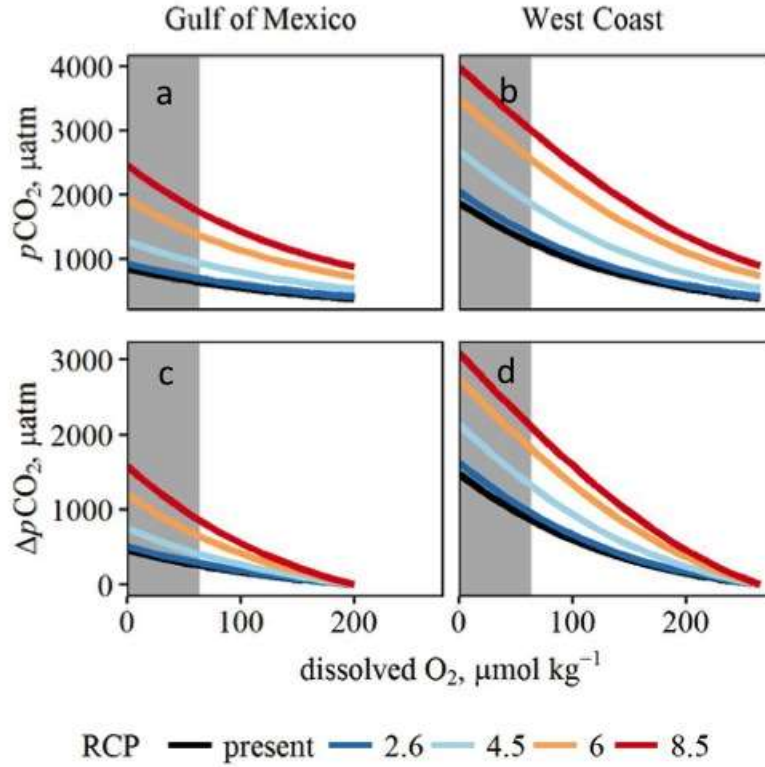 Gulf of Mexico West Coast
4000
3000
2000
1000
pCO₂, μatm
a
b
3000
2000
1000
0
ΔpCO₂, μatm
c
d
0 100 200 0 100 200
dissolved O₂, μmol kg⁻¹
RCP present 2.6 4.5 6 8.5